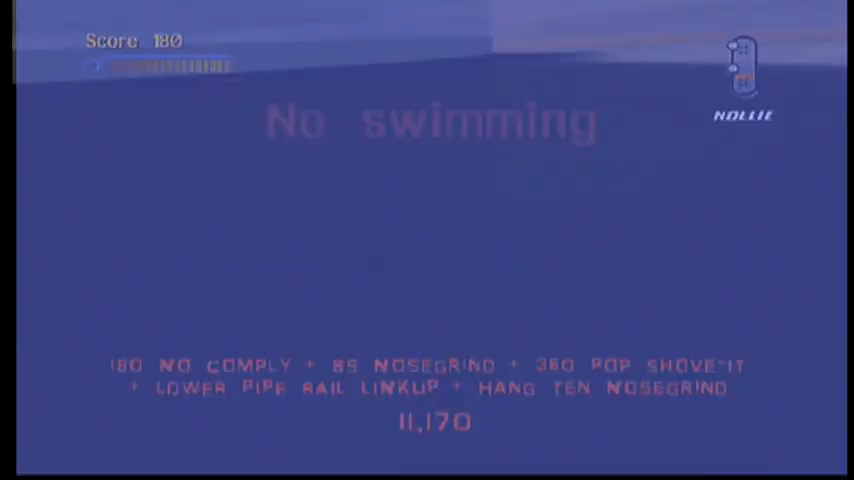 Score 180
NOLLIE
No swimming
180 NO COMPLY + BS NOSEGRIND + 360 POP SHOVE-IT
+ LOWER PIPE RAIL LINKUP + HANG TEN NOSEGRIND
11,170